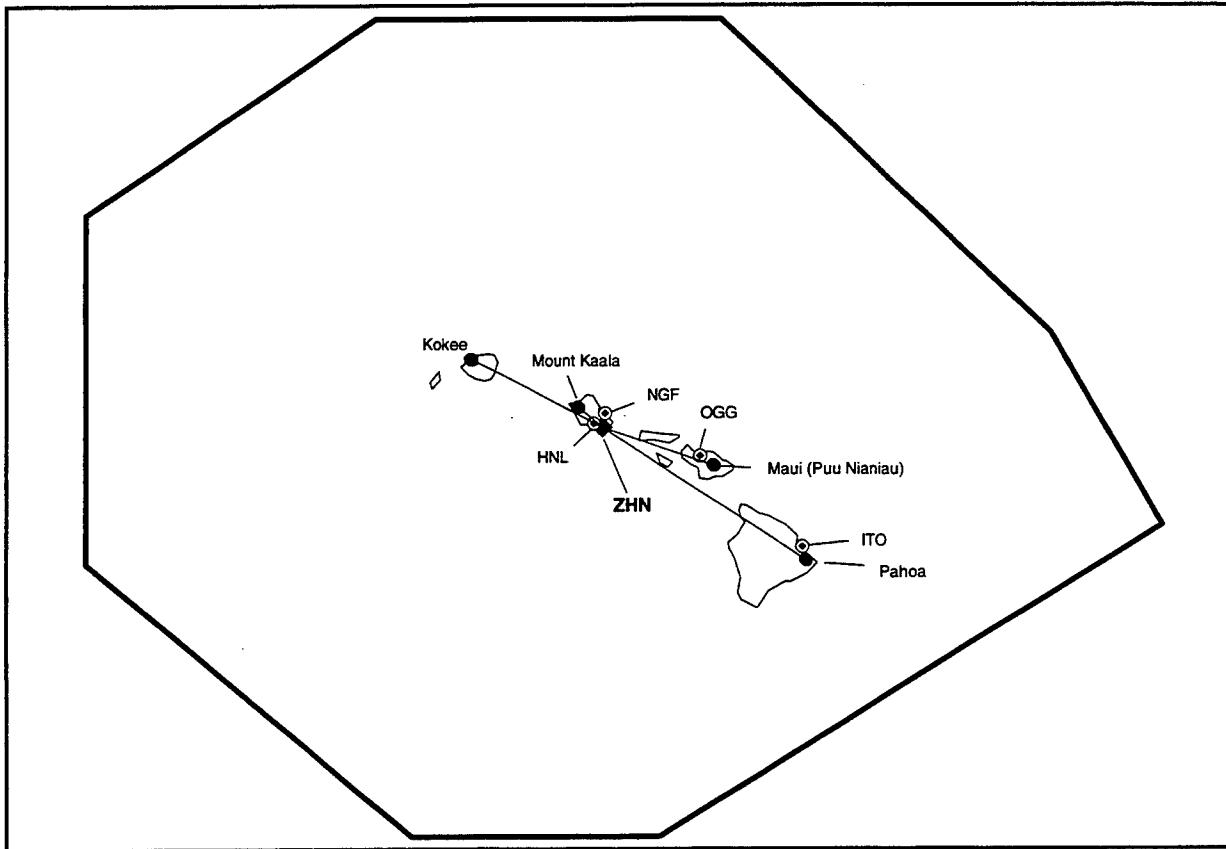 Kokee
Mount Kaala
NGF
OGG
HNL
Maui (Puu Nianiau)
ZHN
ITO
Pahoa